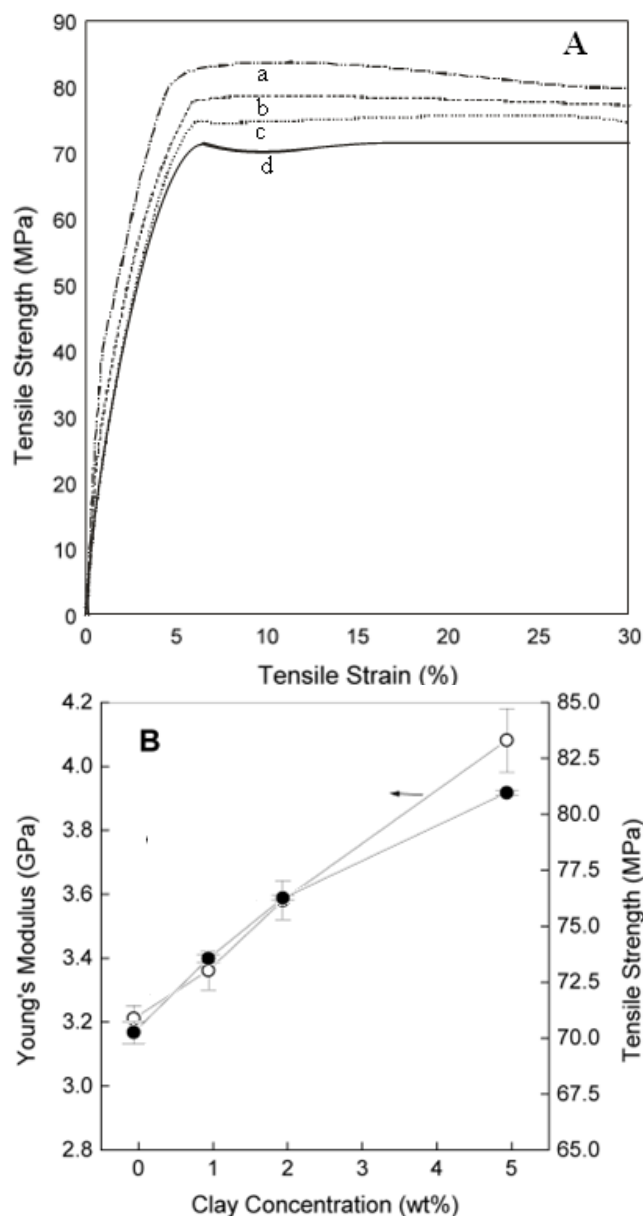 A
90
80
70
60
50
40
30
20
10
0
a
b
c
d
Tensile Strength (MPa)
0 5 10 15 20 25 30
Tensile Strain (%)
B
4.2
4.0
3.8
3.6
3.4
3.2
3.0
2.8
Young's Modulus (GPa)
85.0
82.5
80.0
77.5
75.0
72.5
70.0
67.5
65.0
Tensile Strength (MPa)
0 1 2 3 4 5
Clay Concentration (wt%)